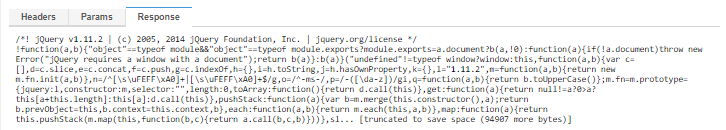 Headers Params Response
/*! jQuery v1.11.2 | (c) 2005, 2014 jQuery Foundation, Inc. | jquery.org/license */
!function(a,b){"object"==typeof module&&"object"==typeof module.exports?module.exports=a.document?b(a,!0):function(a){if(!a.document)throw new
Error("jQuery requires a window with a document");return b(a)}:b(a)}("undefined"!=typeof window?window:this,function(a,b){var c=
[],d=c.slice,e=c.concat,f=c.push,g=c.indexOf,h={},i=h.toString,j=h.hasOwnProperty,k={},l="1.11.2",m=function(a,b){return new
m.fn.init(a,b)},n=/^[\s\uFEFF\xA0]+|[\s\uFEFF\xA0]+$/g,o=/^-ms-/,p=/-([\da-z])/gi,q=function(a,b){return b.toUpperCase()};m.fn=m.prototype=
{jquery:l,constructor:m,selector:"",length:0,toArray:function(){return d.call(this)},get:function(a){return null!=a?0>a?
this[a+this.length]:this[a]:d.call(this)},pushStack:function(a){var b=m.merge(this.constructor(),a);return
b.prevObject=this,b.context=this.context,b},each:function(a,b){return m.each(this,a,b)},map:function(a){return
this.pushStack(m.map(this,function(b,c){return a.call(b,c,b)}))},sl... [truncated to save space (94907 more bytes)]